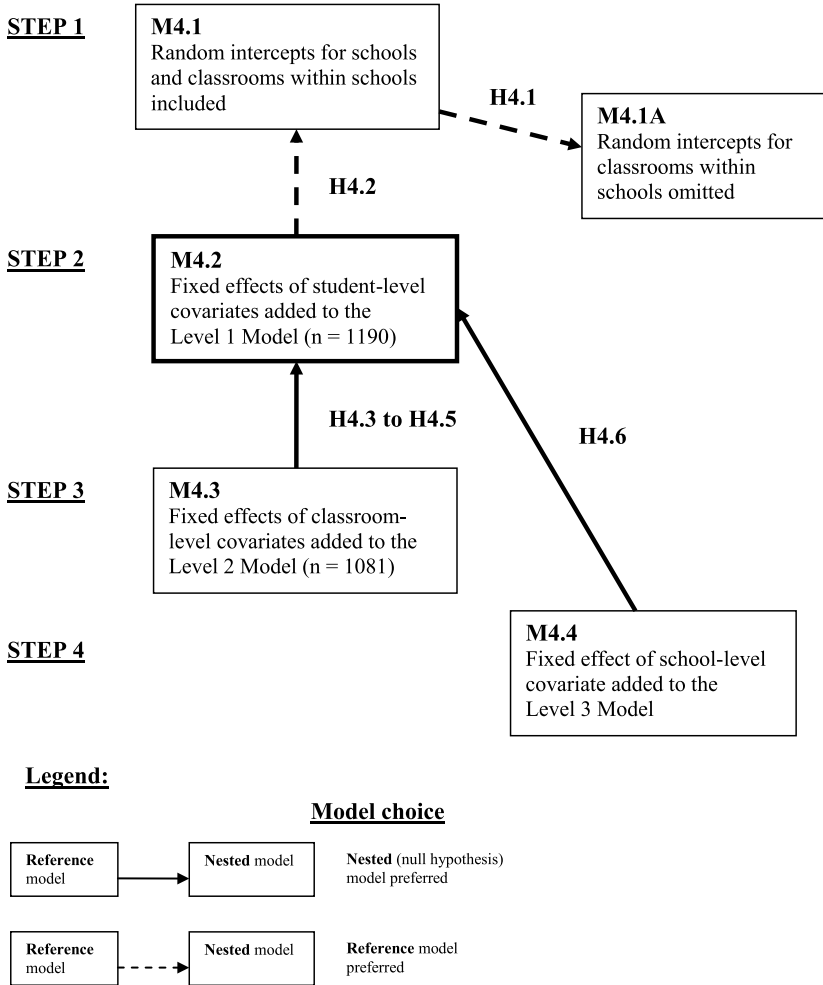 STEP 1
M4.1
Random intercepts for schools
and classrooms within schools
included
H4.1
M4.1A
Random intercepts for
classrooms within
schools omitted
H4.2
STEP 2
M4.2
Fixed effects of student-level
covariates added to the
Level 1 Model (n = 1190)
H4.3 to H4.5
H4.6
STEP 3
M4.3
Fixed effects of classroom-
level covariates added to the
Level 2 Model (n = 1081)
STEP 4
M4.4
Fixed effect of school-level
covariate added to the
Level 3 Model
Legend:
Model choice
Reference
model
Nested model
Nested (null hypothesis)
model preferred
Reference
model
Nested model
Reference model
preferred